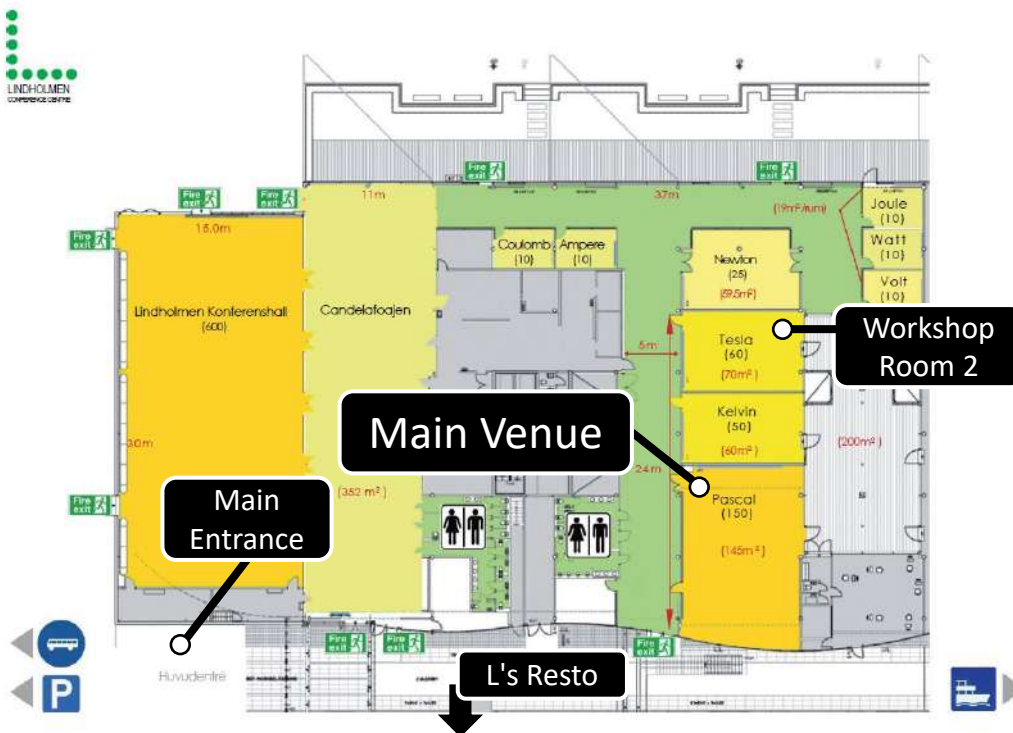 LINDHOLMEN
CONFERENCE CENTRE
Fire exit
Fire exit
Fire exit
Fire exit
Fire exit
11m
37m
15,0m
(19m²/rum)
Joule
(10)
Watt
(10)
Volt
(10)
Coulomb
(10)
Ampere
(10)
Newton
(25)
(59,5m²)
Lindholmen Konferenshall
(600)
Candelafoajen
Tesla
(60)
(70m²)
Workshop
Room 2
5m
Kelvin
(50)
(60m²)
Main Venue
30m
24m
(200m²)
Fire exit
Main
Entrance
(352 m²)
Pascal
(150)
(145m²)
Fire exit
Fire exit
Fire exit
Huvudentré
L's Resto
P